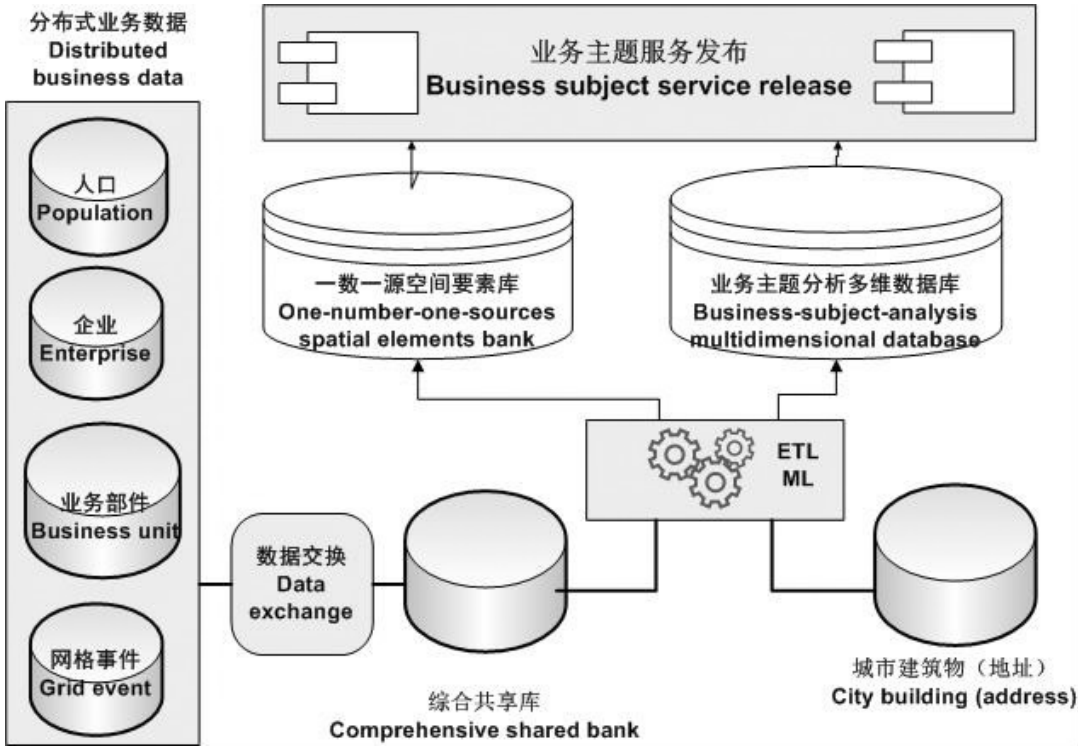 分布式业务数据
Distributed
business data
人口
Population
企业
Enterprise
业务部件
Business unit
网格事件
Grid event
业务主题服务发布
Business subject service release
一数一源空间要素库
One-number-one-sources
spatial elements bank
业务主题分析多维数据库
Business-subject-analysis
multidimensional database
ETL
ML
数据交换
Data
exchange
综合共享库
Comprehensive shared bank
城市建筑物（地址）
City building (address)